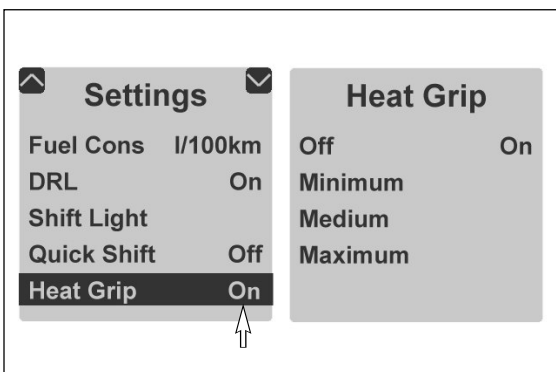 Settings
Fuel Cons l/100km
DRL On
Shift Light
Quick Shift Off
Heat Grip On
Heat Grip
Off On
Minimum
Medium
Maximum